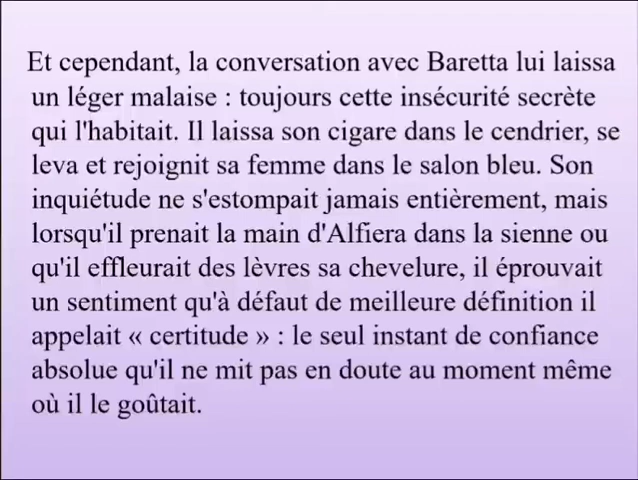 Et cependant, la conversation avec Baretta lui laissa
un léger malaise : toujours cette insécurité secrète
qui l'habitait. Il laissa son cigare dans le cendrier, se
leva et rejoignit sa femme dans le salon bleu. Son
inquiétude ne s'estompait jamais entièrement, mais
lorsqu'il prenait la main d'Alfiera dans la sienne ou
qu'il effleurait des lèvres sa chevelure, il éprouvait
un sentiment qu'à défaut de meilleure définition il
appelait « certitude » : le seul instant de confiance
absolue qu'il ne mit pas en doute au moment même
où il le goûtait.